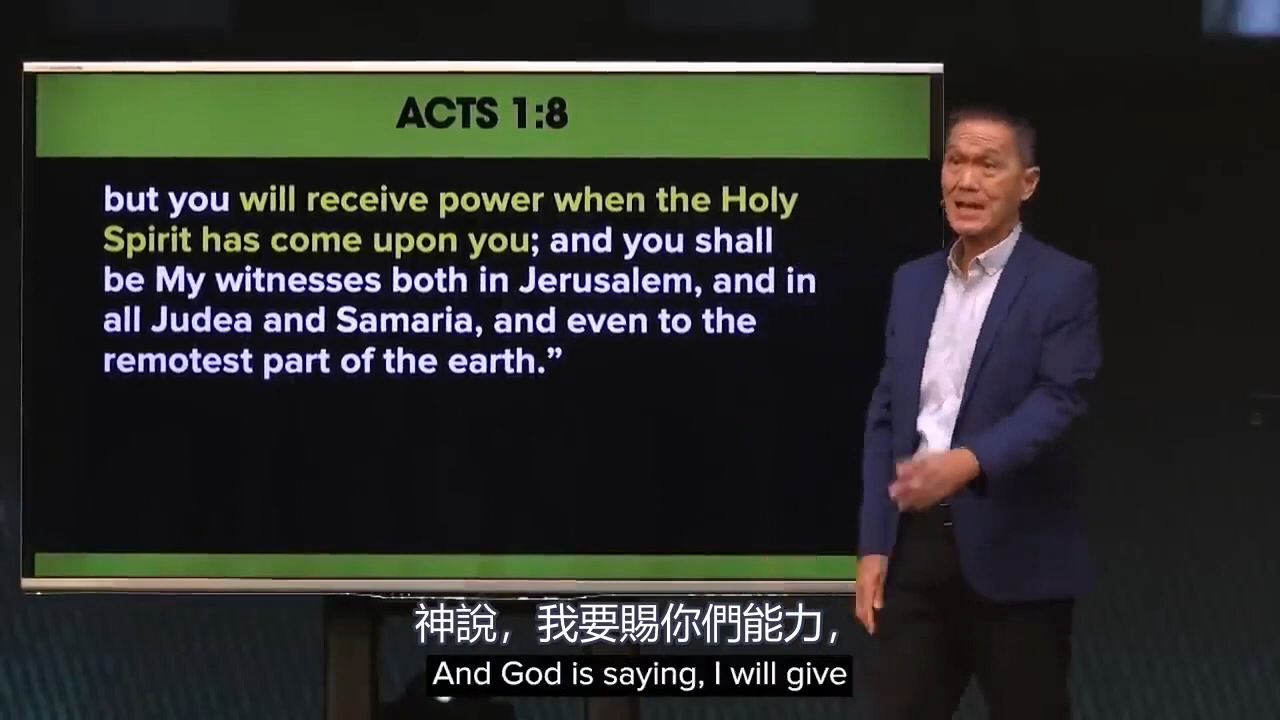 ACTS 1:8
but you will receive power when the Holy
Spirit has come upon you; and you shall
be My witnesses both in Jerusalem, and in
all Judea and Samaria, and even to the
remotest part of the earth.”
神說，我要賜你們能力，
And God is saying, I will give